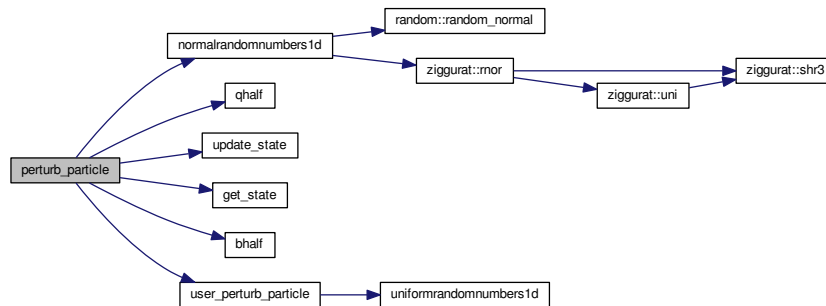 random::random_normal
normalrandomnumbers1d
ziggurat::rnor
ziggurat::shr3
ziggurat::uni
qhalf
update_state
perturb_particle
get_state
bhalf
user_perturb_particle
uniformrandomnumbers1d